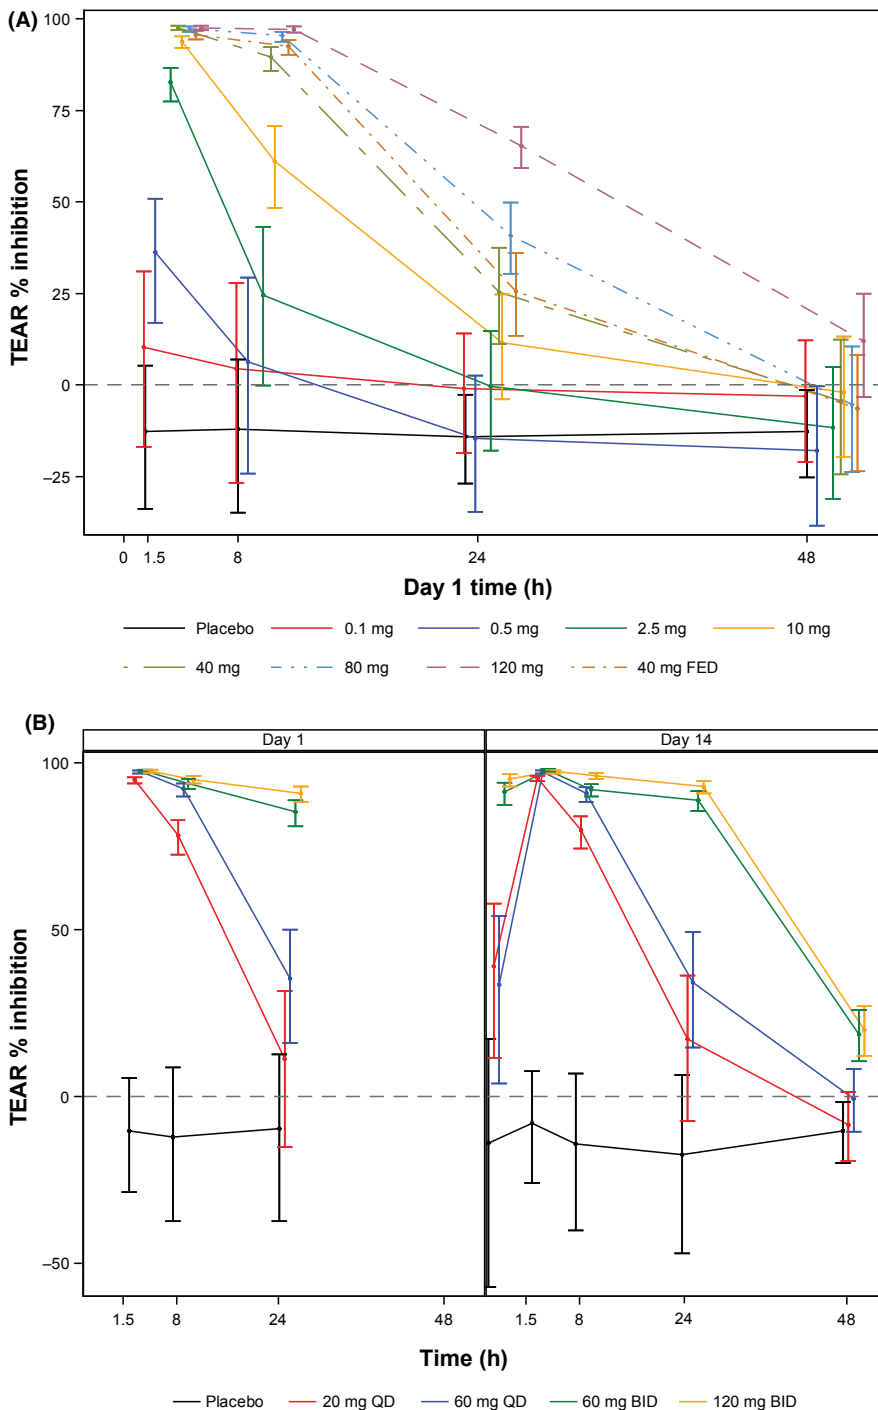 (A)
100
75
50
25
0
−25
TEAR % inhibition
0 1.5 8 24 48
Day 1 time (h)
Placebo 0.1 mg 0.5 mg 2.5 mg 10 mg
40 mg 80 mg 120 mg 40 mg FED
(B)
Day 1 Day 14
100
50
0
−50
TEAR % inhibition
1.5 8 24 48 1.5 8 24 48
Time (h)
Placebo 20 mg QD 60 mg QD 60 mg BID 120 mg BID